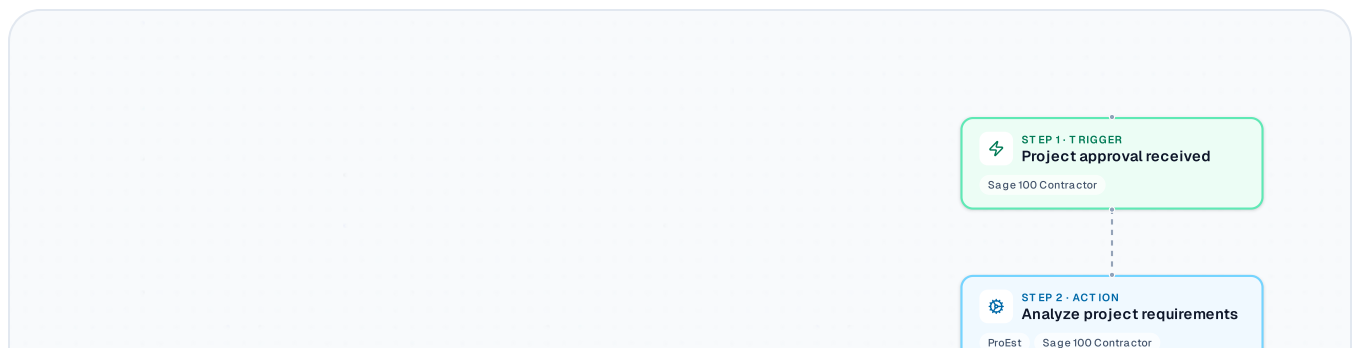 STEP 1 · TRIGGER
Project approval received
Sage 100 Contractor
STEP 2 · ACTION
Analyze project requirements
ProEst Sage 100 Contractor